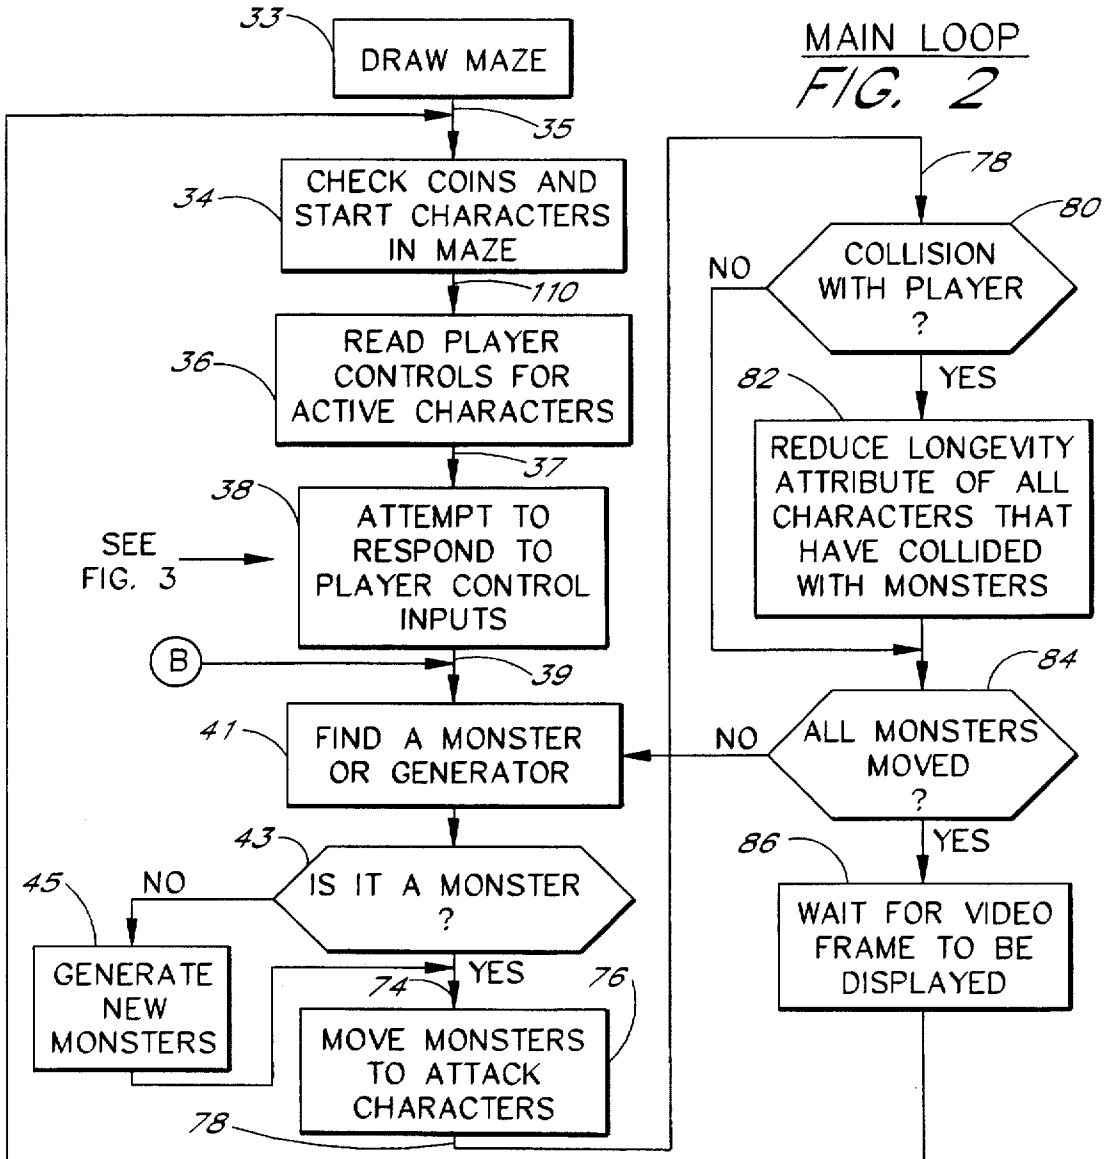 MAIN LOOP
FIG. 2
33
DRAW MAZE
35
34
CHECK COINS AND
START CHARACTERS
IN MAZE
110
36
READ PLAYER
CONTROLS FOR
ACTIVE CHARACTERS
37
38
ATTEMPT TO
RESPOND TO
PLAYER CONTROL
INPUTS
SEE
FIG. 3
B
39
41
FIND A MONSTER
OR GENERATOR
43
IS IT A MONSTER
?
NO
45
GENERATE
NEW
MONSTERS
YES
74
76
MOVE MONSTERS
TO ATTACK
CHARACTERS
78
78
80
COLLISION
WITH PLAYER
?
NO
YES
82
REDUCE LONGEVITY
ATTRIBUTE OF ALL
CHARACTERS THAT
HAVE COLLIDED
WITH MONSTERS
84
ALL MONSTERS
MOVED
?
NO
YES
86
WAIT FOR VIDEO
FRAME TO BE
DISPLAYED